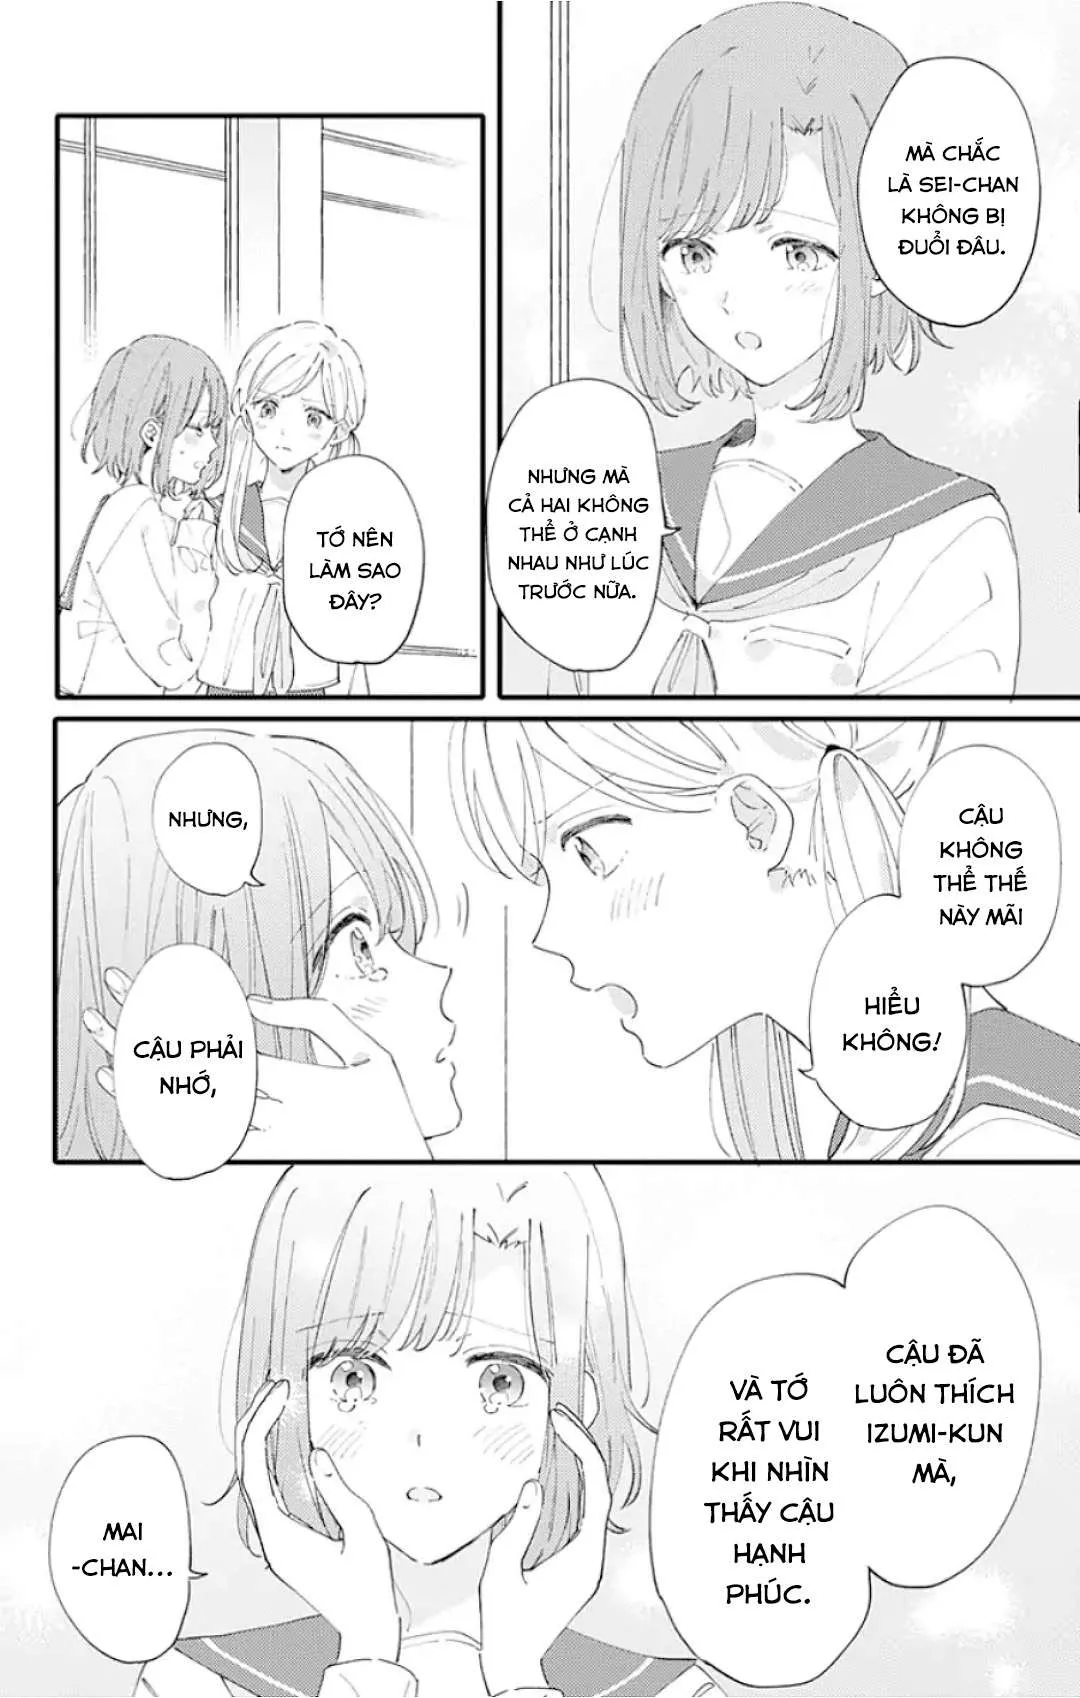 MÀ CHẮC
LÀ SEI-CHAN
KHÔNG BỊ
ĐUỔI ĐÂU.
NHƯNG MÀ
CẢ HAI KHÔNG
THỂ Ở CẠNH
NHAU NHƯ LÚC
TRƯỚC NỮA.
TỚ NÊN
LÀM SAO
ĐÂY?
CẬU
KHÔNG
THỂ THẾ
NÀY MÃI
HIỂU
KHÔNG!
NHƯNG,
CẬU PHẢI
NHỚ,
CẬU ĐÃ
LUÔN THÍCH
IZUMI-KUN
MÀ,
VÀ TỚ
RẤT VUI
KHI NHÌN
THẤY CẬU
HẠNH
PHÚC.
MAI
-CHAN...